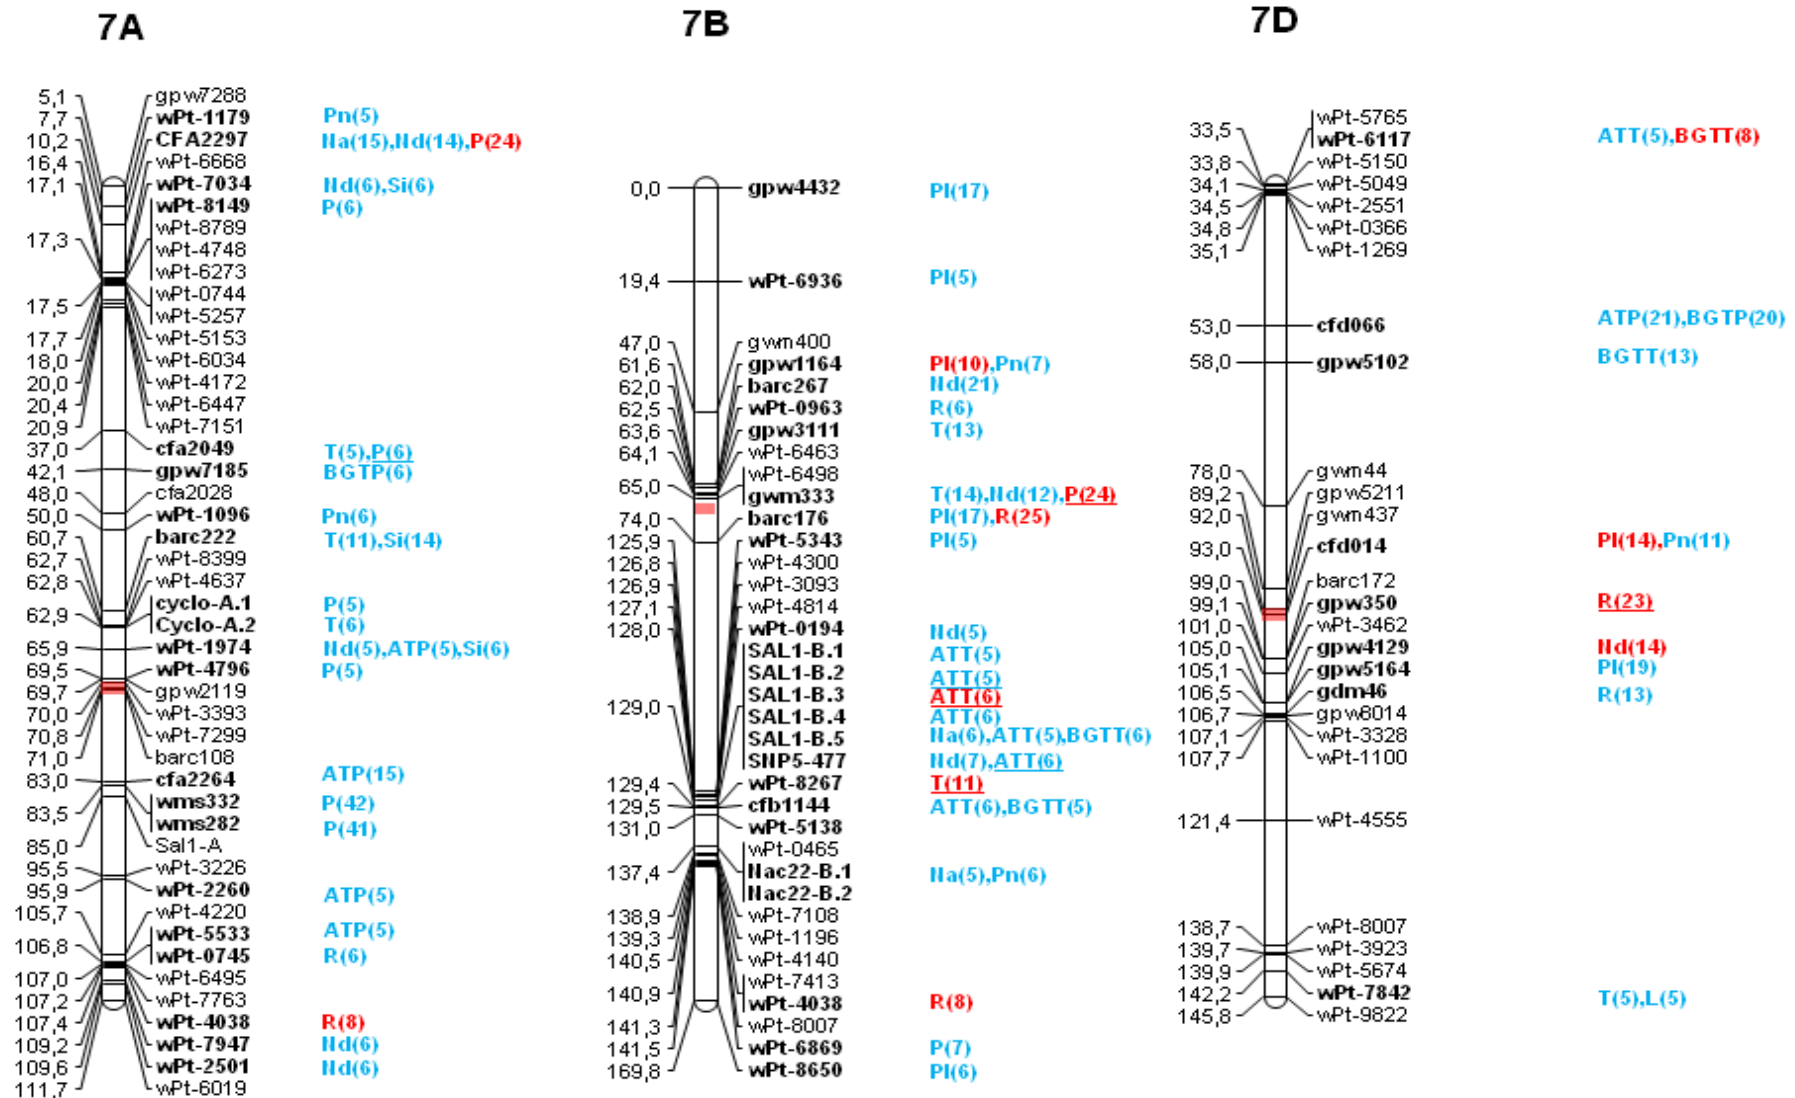 7A
5,1 gpw7288
7,7 wPt-1179 Pn(5)
10,2 CFA2297 Na(15),Nd(14),P(24)
16,4 wPt-6668
17,1 wPt-7034 Nd(6),Si(6)
wPt-8149 P(6)
wPt-8789
17,3 wPt-4748
wPt-6273
wPt-0744
17,5 wPt-5257
17,7 wPt-5153
18,0 wPt-6034
20,0 wPt-4172
20,4 wPt-6447
20,9 wPt-7151
37,0 cfa2049 T(5),P(6)
42,1 gpw7185 BGTP(6)
48,0 cfa2028
50,0 wPt-1096 Pn(6)
60,7 barc222 T(11),Si(14)
62,7 wPt-8399
62,8 wPt-4637
cyclo-A.1 P(5)
62,9 Cyclo-A.2 T(6)
65,9 wPt-1974 Nd(5),ATP(5),Si(6)
69,5 wPt-4796 P(5)
69,7 gpw2119
70,0 wPt-3393
70,8 wPt-7299
71,0 barc108
83,0 cfa2264 ATP(15)
wms332 P(42)
83,5 wms282 P(41)
85,0 Sal1-A
95,5 wPt-3226
95,9 wPt-2260 ATP(5)
105,7 wPt-4220
wPt-5533 ATP(5)
106,8 wPt-0745 R(6)
107,0 wPt-6495
107,2 wPt-7763
107,4 wPt-4038 R(8)
109,2 wPt-7947 Nd(6)
109,6 wPt-2501 Nd(6)
111,7 wPt-6019
7B
0,0 gpw4432 Pl(17)
19,4 wPt-6936 Pl(5)
47,0 gwm400
61,6 gpw1164 Pl(10),Pn(7)
62,0 barc267 Nd(21)
62,5 wPt-0963 R(6)
63,6 gpw3111 T(13)
64,1 wPt-6463
wPt-6498
65,0 gwm333 T(14),Nd(12),P(24)
74,0 barc176 Pl(17),R(25)
125,9 wPt-5343 Pl(5)
126,8 wPt-4300
126,9 wPt-3093
127,1 wPt-4814
128,0 wPt-0194 Nd(5)
SAL1-B.1 ATT(5)
SAL1-B.2 ATT(5)
SAL1-B.3 ATT(6)
129,0 SAL1-B.4 ATT(6)
SAL1-B.5 Na(6),ATT(5),BGTT(6)
SNP5-477 Nd(7),ATT(6)
129,4 wPt-8267 T(11)
129,5 cfb1144 ATT(6),BGTT(5)
131,0 wPt-5138
wPt-0465
137,4 Nac22-B.1 Na(5),Pn(6)
Nac22-B.2
138,9 wPt-7108
139,3 wPt-1196
140,5 wPt-4140
wPt-7413
140,9 wPt-4038 R(8)
141,3 wPt-8007
141,5 wPt-6869 P(7)
169,8 wPt-8650 Pl(6)
7D
wPt-5765
33,5 wPt-6117 ATT(5),BGTT(8)
33,8 wPt-5150
34,1 wPt-5049
34,5 wPt-2551
34,8 wPt-0366
35,1 wPt-1269
53,0 cfd066 ATP(21),BGTP(20)
58,0 gpw5102 BGTT(13)
78,0 gwm44
89,2 gpw5211
92,0 gwm437
93,0 cfd014 Pl(14),Pn(11)
99,0 barc172
99,1 gpw350 R(23)
101,0 wPt-3462
105,0 gpw4129 Nd(14)
105,1 gpw5164 Pl(19)
106,5 gdm46 R(13)
106,7 gpw6014
107,1 wPt-3328
107,7 wPt-1100
121,4 wPt-4555
138,7 wPt-8007
139,7 wPt-3923
139,9 wPt-5674
142,2 wPt-7842 T(5),L(5)
145,8 wPt-9822